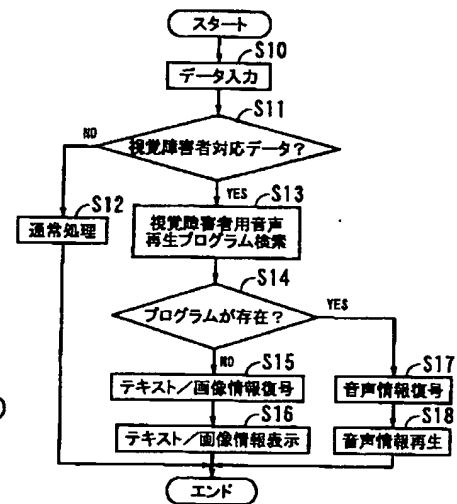 スタート
S10
データ入力
S11
視覚障害者対応データ?
NO
YES
S12
通常処理
S13
視覚障害者用音声
再生プログラム検索
S14
プログラムが存在?
YES
NO
S15
テキスト/画像情報復号
S17
音声情報復号
S16
テキスト/画像情報表示
S18
音声情報再生
エンド